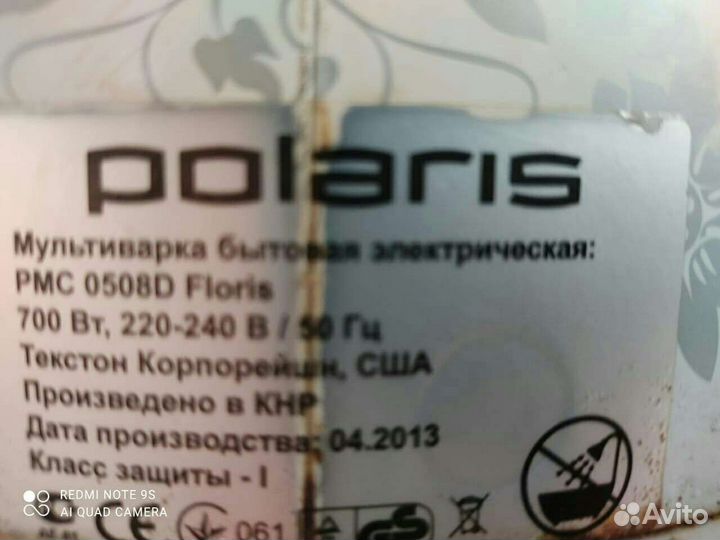 polaris
Мультиварка бытовая электрическая:
PMC 0508D Floris
700 Вт, 220-240 В / 50 Гц
Текстон Корпорейшн, США
Произведено в КНР
Дата производства: 04.2013
Класс защиты - I
061
GS
REDMI NOTE 9S
AI QUAD CAMERA
Avito